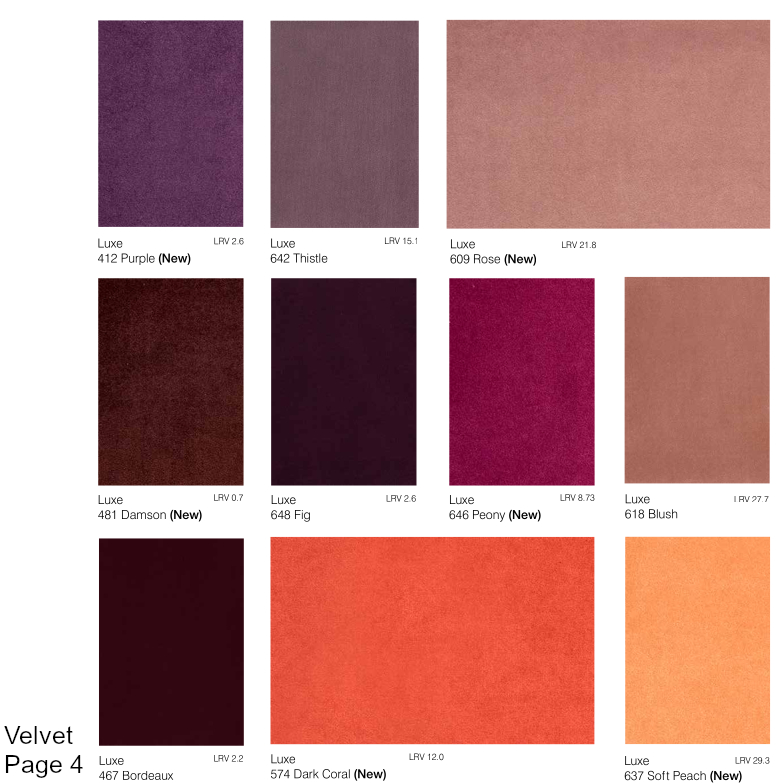 Luxe LRV 2.6
412 Purple (New)
Luxe LRV 15.1
642 Thistle
Luxe LRV 21.8
609 Rose (New)
Luxe LRV 0.7
481 Damson (New)
Luxe LRV 2.6
648 Fig
Luxe LRV 8.73
646 Peony (New)
Luxe LRV 27.7
618 Blush
Velvet
Page 4
Luxe LRV 2.2
467 Bordeaux
Luxe LRV 12.0
574 Dark Coral (New)
Luxe LRV 29.3
637 Soft Peach (New)